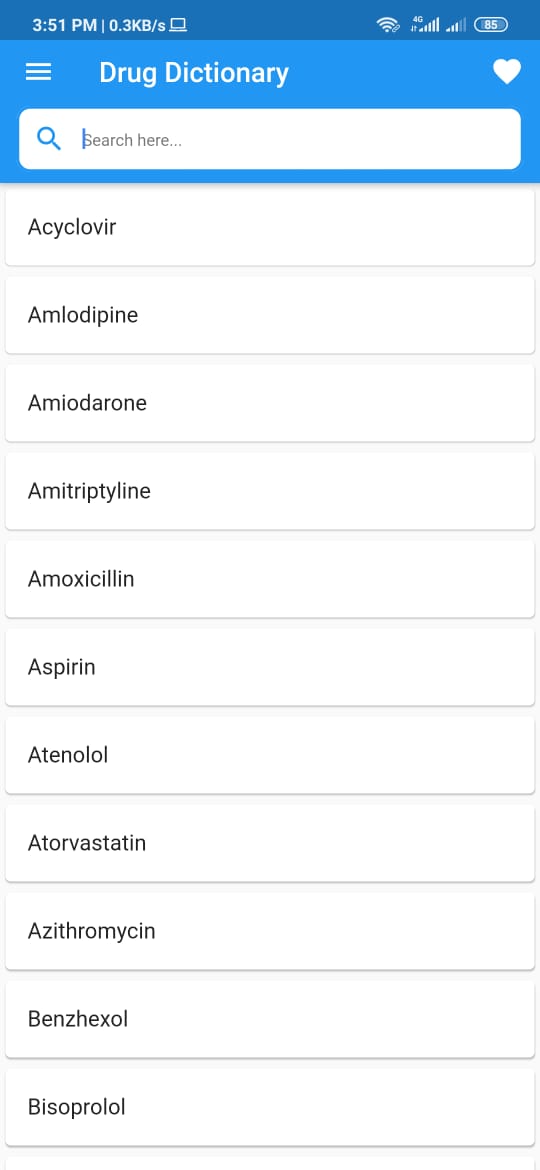 3:51 PM | 0.3KB/s 4G 85
Drug Dictionary
Search here...
Acyclovir
Amlodipine
Amiodarone
Amitriptyline
Amoxicillin
Aspirin
Atenolol
Atorvastatin
Azithromycin
Benzhexol
Bisoprolol